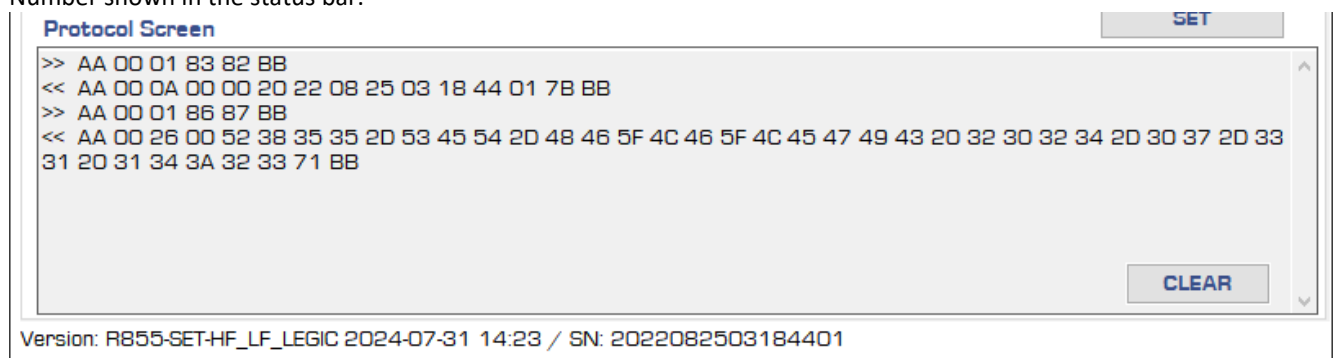 Number shown in the status bar.
SET
Protocol Screen
>> AA 00 01 83 82 BB
<< AA 00 0A 00 00 20 22 08 25 03 18 44 01 7B BB
>> AA 00 01 86 87 BB
<< AA 00 26 00 52 38 35 35 2D 53 45 54 2D 48 46 5F 4C 46 5F 4C 45 47 49 43 20 32 30 32 34 2D 30 37 2D 33
31 20 31 34 3A 32 33 71 BB
CLEAR
Version: R855-SET-HF_LF_LEGIC 2024-07-31 14:23 / SN: 2022082503184401